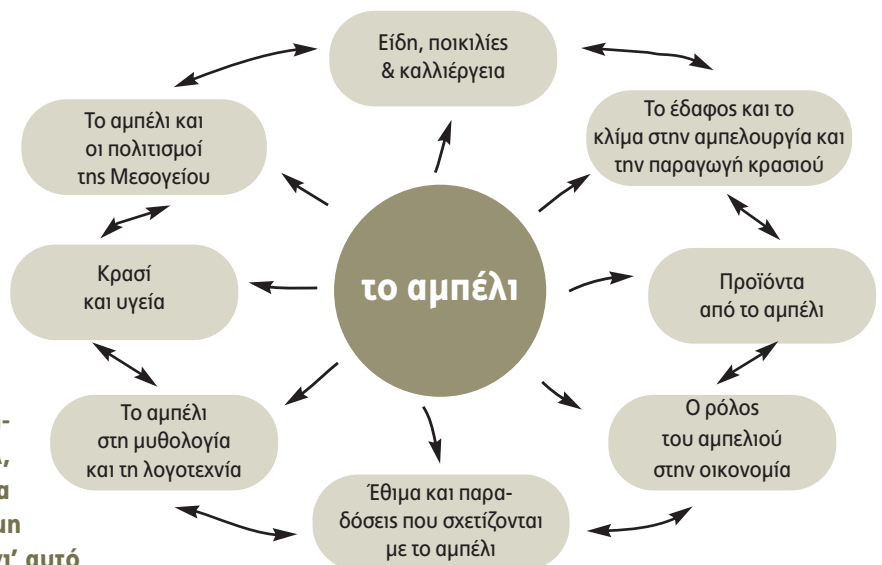 Είδη, ποικιλίες
& καλλιέργεια
Το έδαφος και το
κλίμα στην αμπελουργία και
την παραγωγή κρασιού
Προϊόντα
από το αμπέλι
Ο ρόλος
του αμπελιού
στην οικονομία
Έθιμα και παρα-
δόσεις που σχετίζονται
με το αμπέλι
Το αμπέλι
στη μυθολογία
και τη λογοτεχνία
Κρασί
και υγεία
Το αμπέλι και
οι πολιτισμοί
της Μεσογείου
το αμπέλι
γι’ αυτό